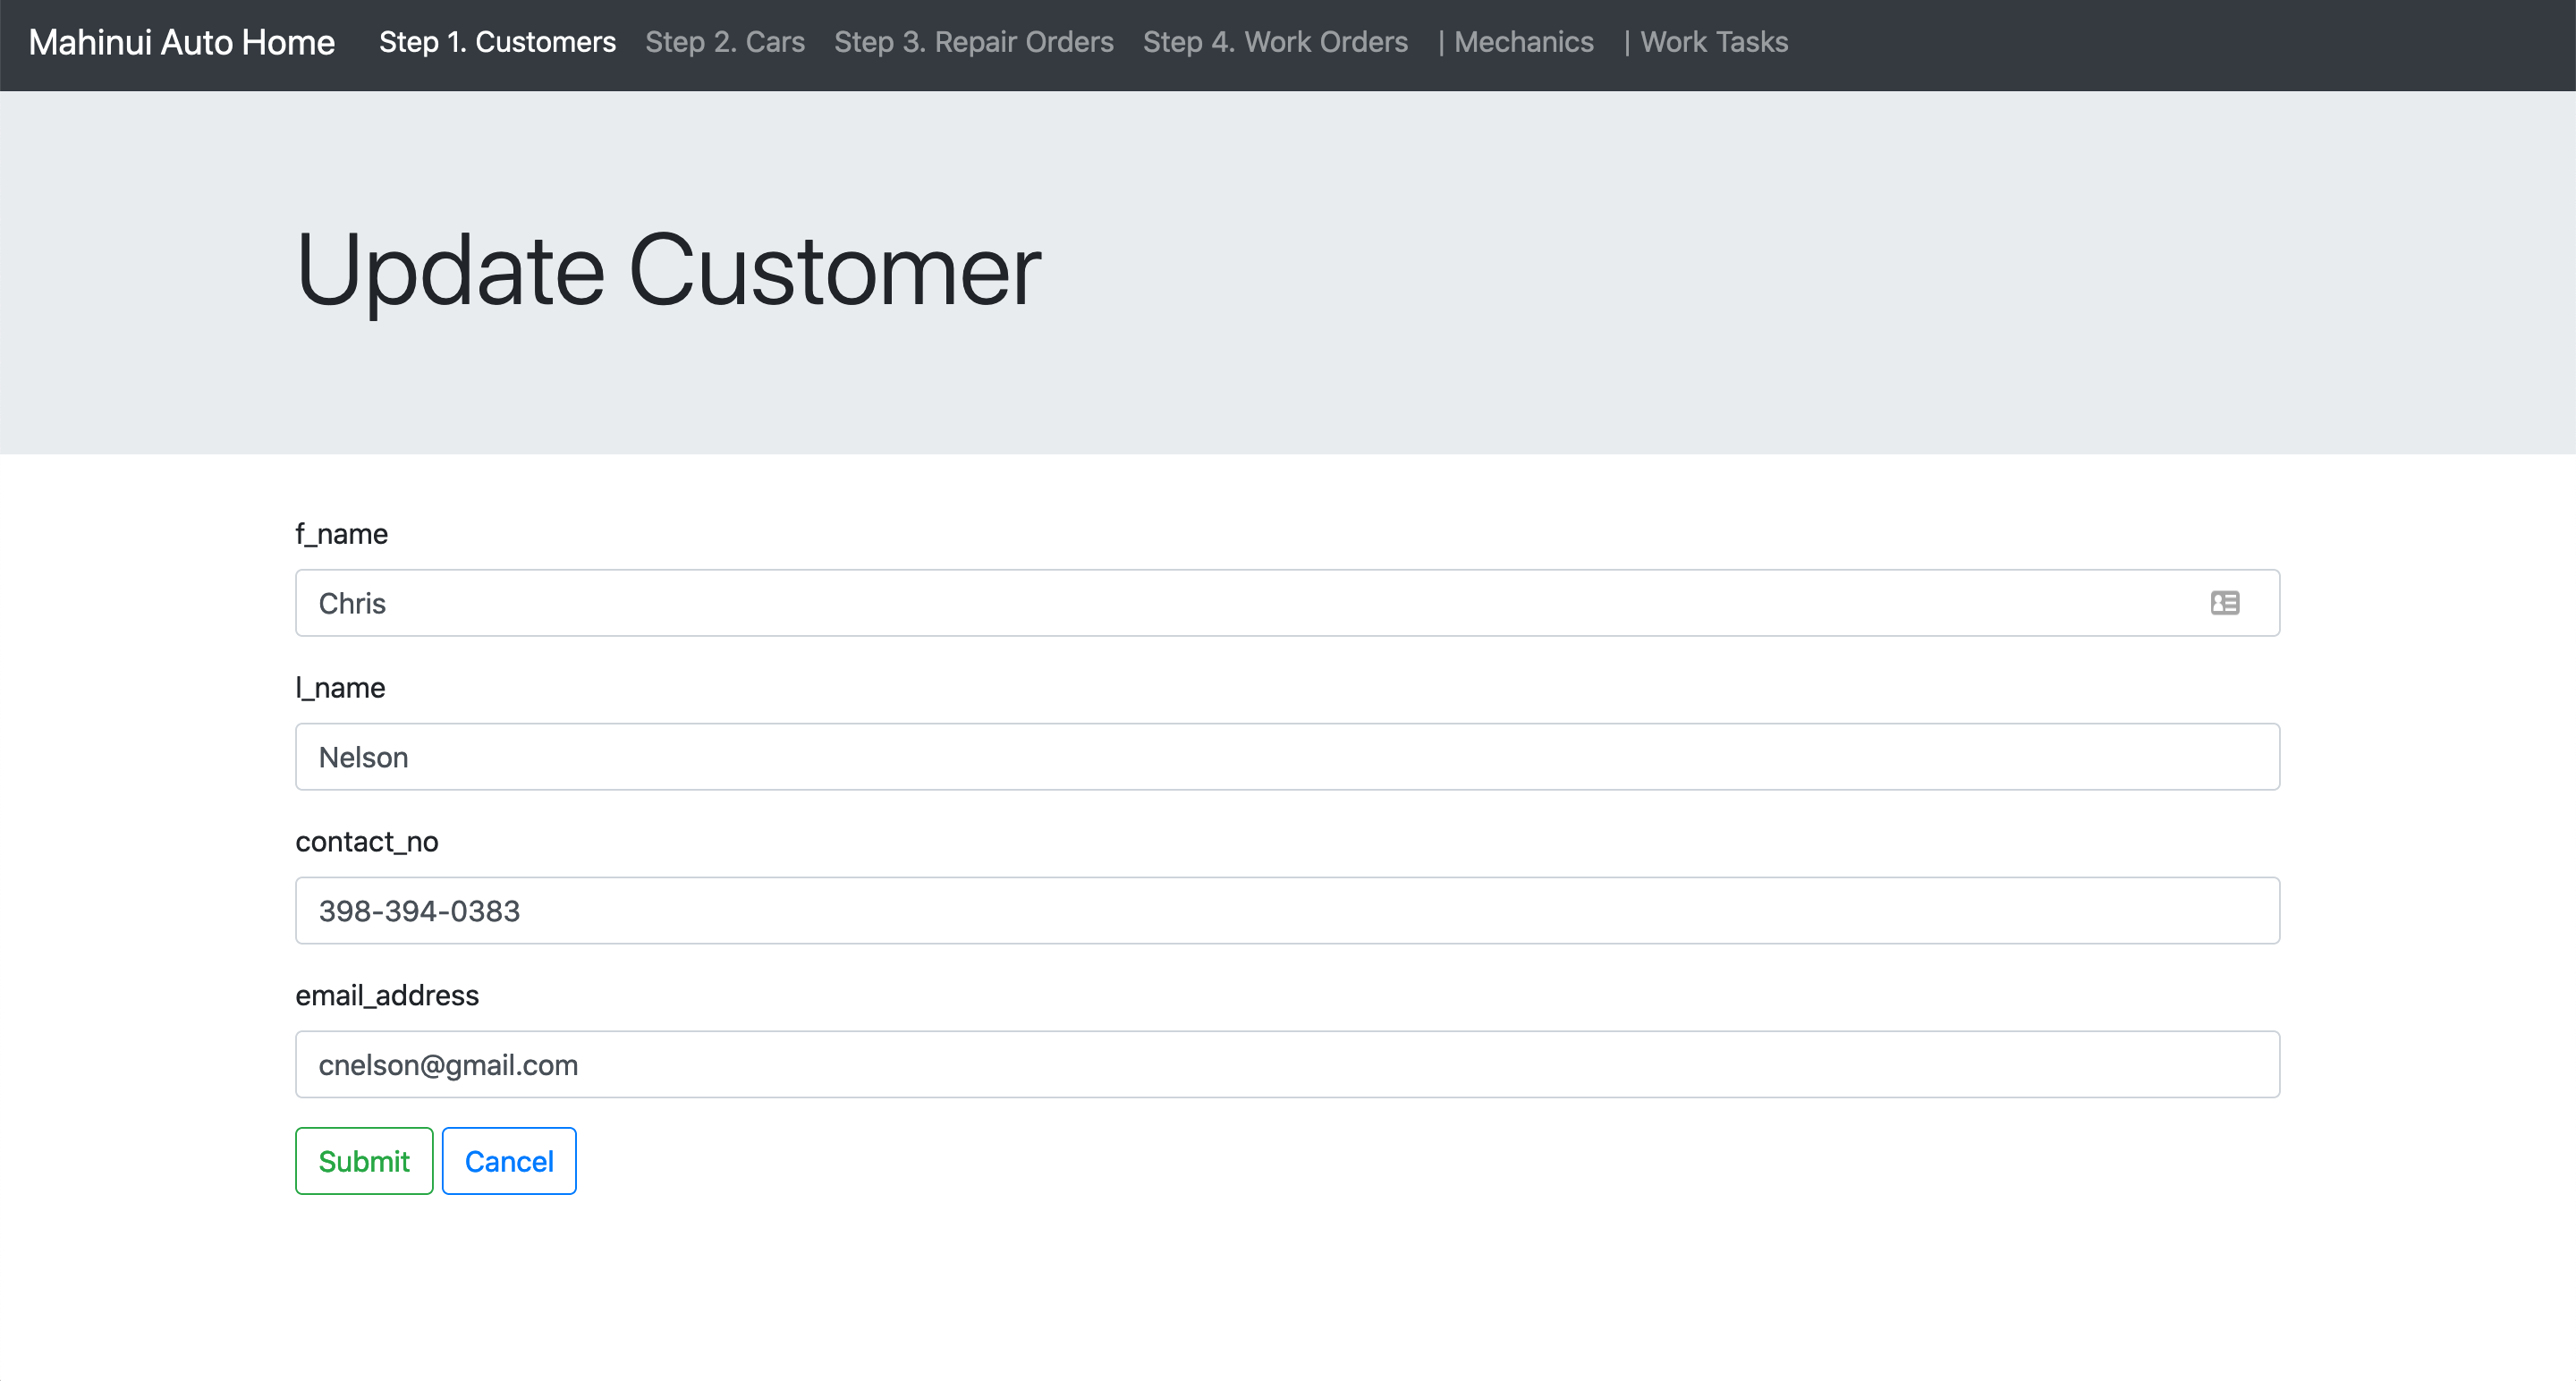 Mahinui Auto Home Step 1. Customers Step 2. Cars Step 3. Repair Orders Step 4. Work Orders | Mechanics | Work Tasks
Update Customer
f_name
Chris
l_name
Nelson
contact_no
398-394-0383
email_address
cnelson@gmail.com
Submit Cancel